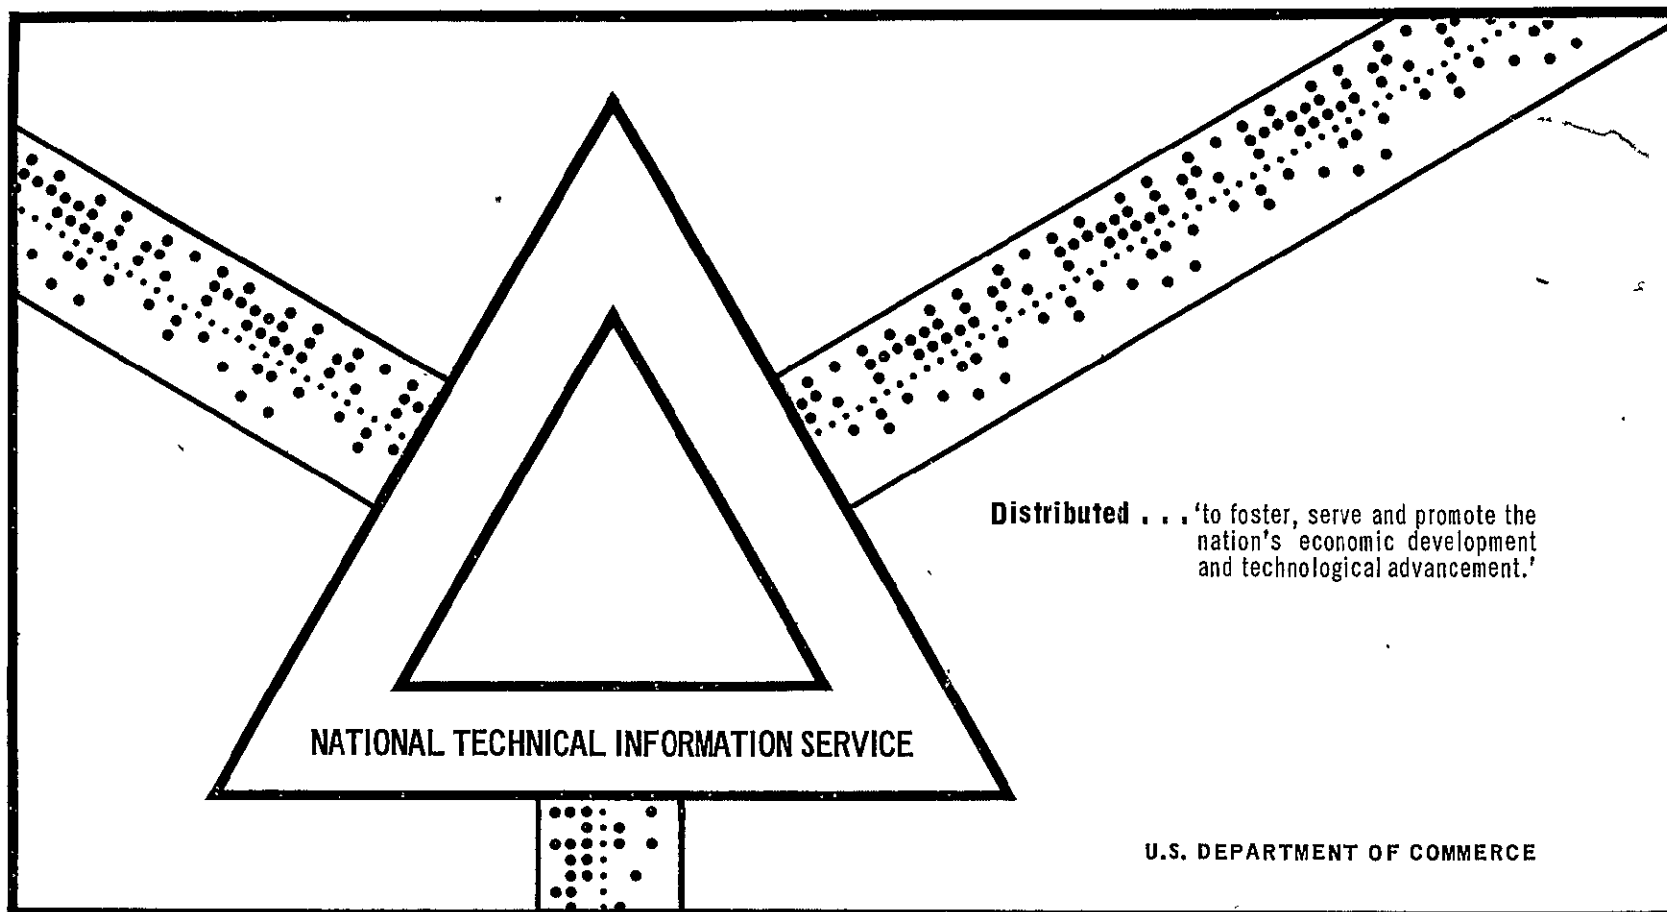 Distributed . . . 'to foster, serve and promote the
nation's economic development
and technological advancement.'
NATIONAL TECHNICAL INFORMATION SERVICE
U.S. DEPARTMENT OF COMMERCE